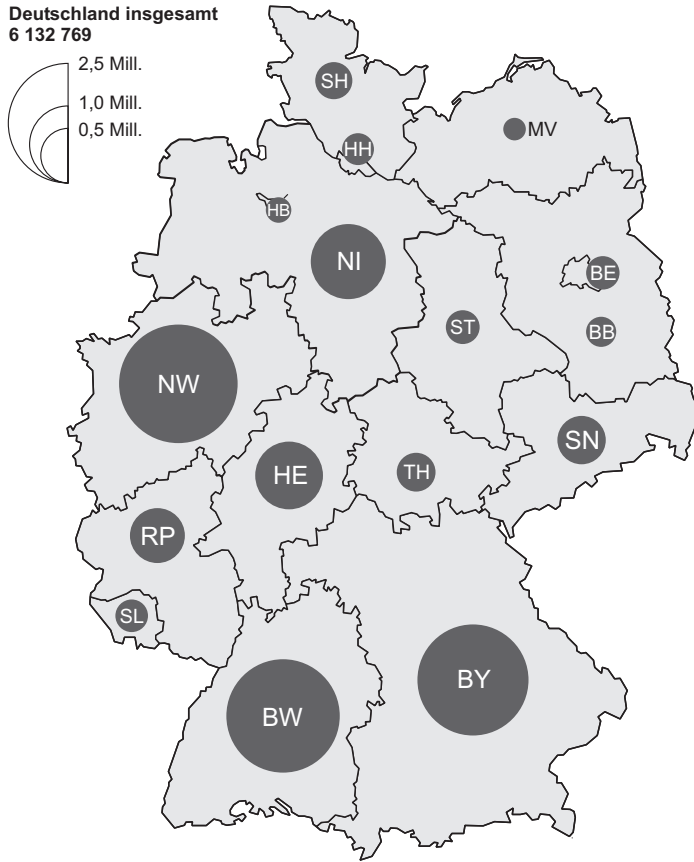 Deutschland insgesamt
6 132 769
2,5 Mill.
1,0 Mill.
0,5 Mill.
SH
MV
HH
HB
NI
BE
ST
BB
NW
SN
HE
TH
RP
SL
BY
BW